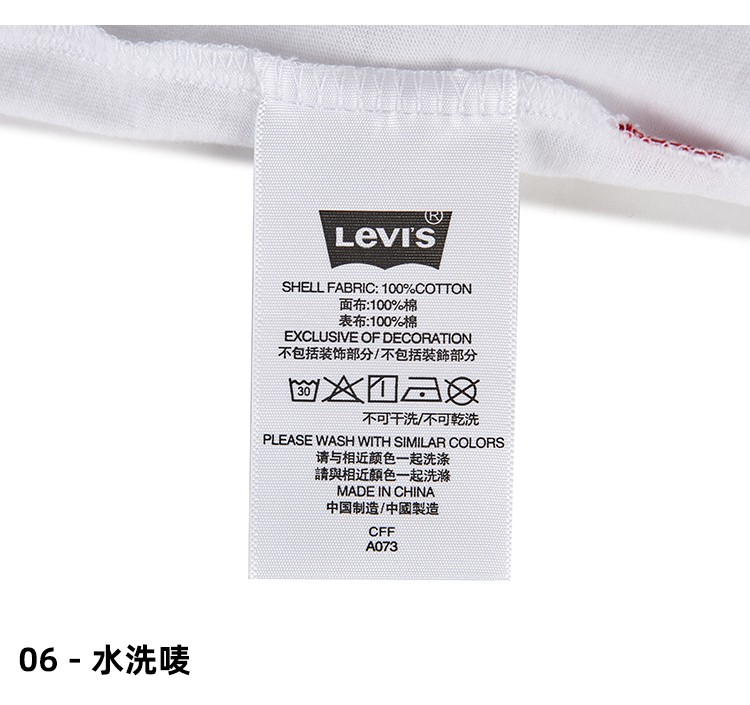 LEVI'S®
SHELL FABRIC: 100%COTTON
面布:100%棉
表布:100%棉
EXCLUSIVE OF DECORATION
不包括装饰部分/不包括裝飾部分
30
不可干洗/不可乾洗
PLEASE WASH WITH SIMILAR COLORS
请与相近颜色一起洗涤
請與相近顏色一起洗滌
MADE IN CHINA
中国制造/中國製造
CFF
A073
06 - 水洗唛